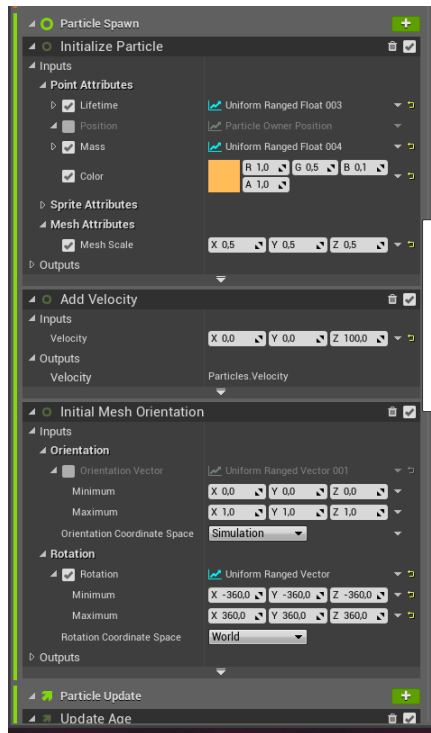 Particle Spawn
Initialize Particle
Inputs
Point Attributes
Lifetime Uniform Ranged Float 003
Position Particle Owner Position
Mass Uniform Ranged Float 004
R 1,0 G 0,5 B 0,1
Color
A 1,0
Sprite Attributes
Mesh Attributes
Mesh Scale X 0,5 Y 0,5 Z 0,5
Outputs
Add Velocity
Inputs
Velocity X 0,0 Y 0,0 Z 100,0
Outputs
Velocity Particles.Velocity
Initial Mesh Orientation
Inputs
Orientation
Orientation Vector Uniform Ranged Vector 001
Minimum X 0,0 Y 0,0 Z 0,0
Maximum X 1,0 Y 1,0 Z 1,0
Orientation Coordinate Space Simulation
Rotation
Rotation Uniform Ranged Vector
Minimum X -360,0 Y -360,0 Z -360,0
Maximum X 360,0 Y 360,0 Z 360,0
Rotation Coordinate Space World
Outputs
Particle Update
Update Age